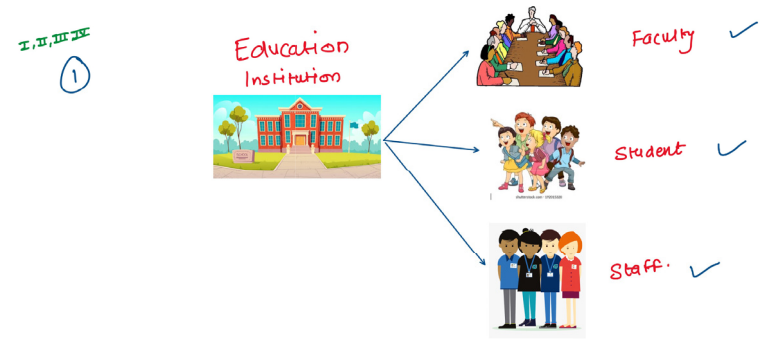 I, II, III IV
1
Education
Institution
Faculty
Student
Staff.